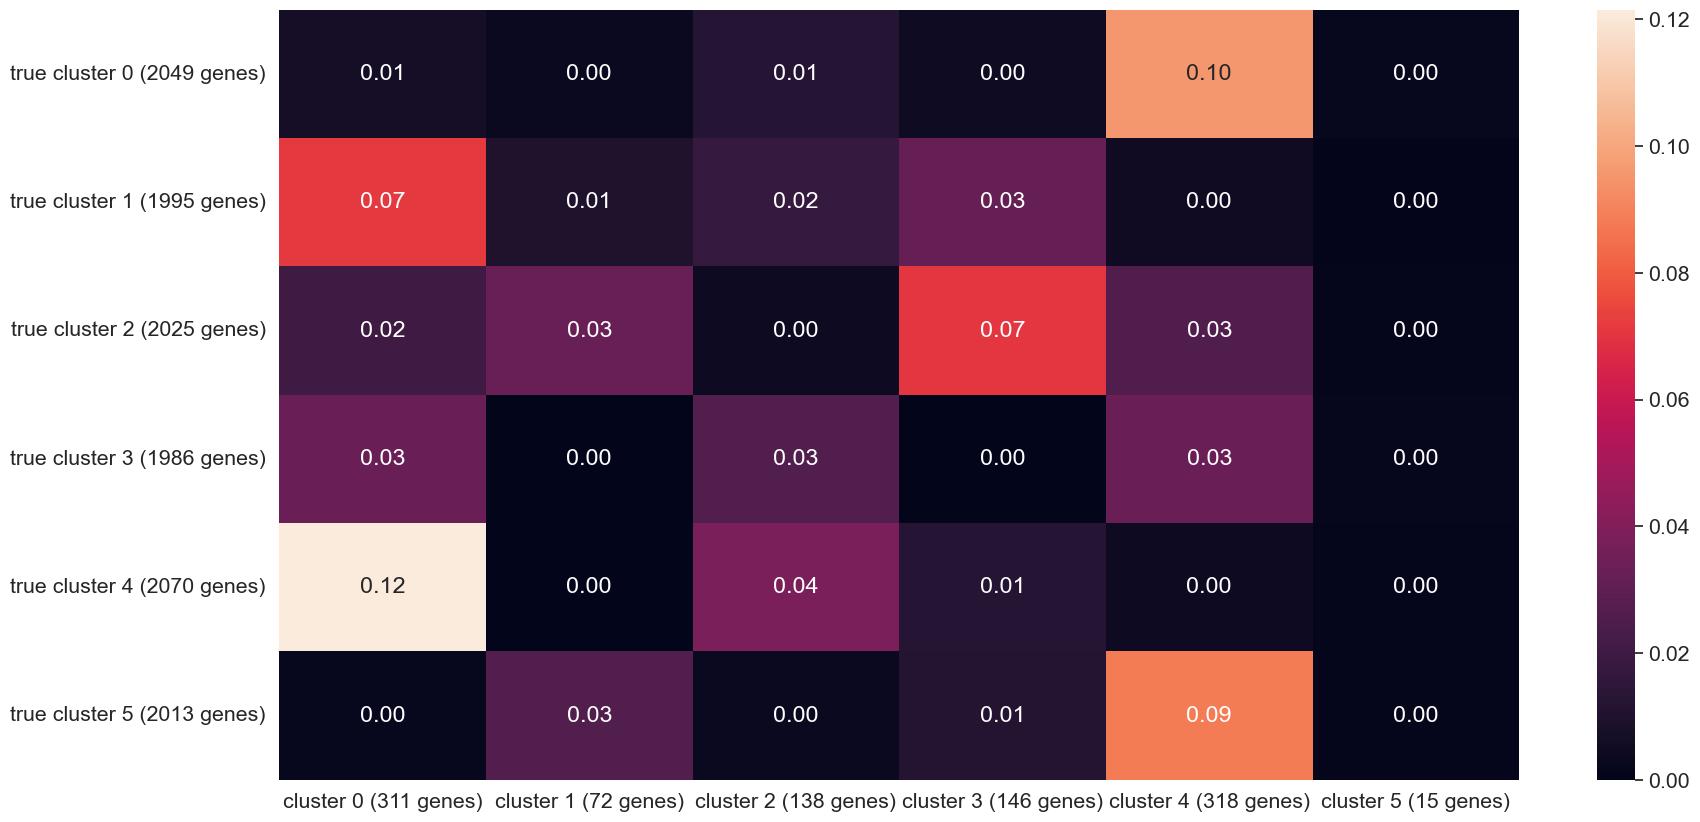 true cluster 0 (2049 genes) 0.01 0.00 0.01 0.00 0.10 0.00
true cluster 1 (1995 genes) 0.07 0.01 0.02 0.03 0.00 0.00
true cluster 2 (2025 genes) 0.02 0.03 0.00 0.07 0.03 0.00
true cluster 3 (1986 genes) 0.03 0.00 0.03 0.00 0.03 0.00
true cluster 4 (2070 genes) 0.12 0.00 0.04 0.01 0.00 0.00
true cluster 5 (2013 genes) 0.00 0.03 0.00 0.01 0.09 0.00
cluster 0 (311 genes) cluster 1 (72 genes) cluster 2 (138 genes) cluster 3 (146 genes) cluster 4 (318 genes) cluster 5 (15 genes)
0.12
0.10
0.08
0.06
0.04
0.02
0.00